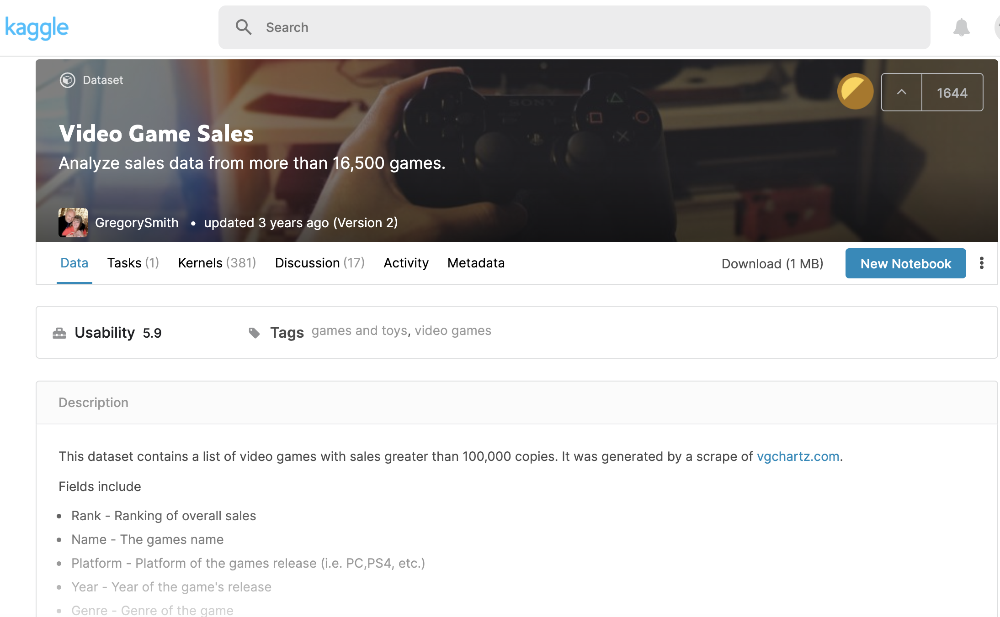 kaggle
Search
Dataset
1644
SONY
Video Game Sales
Analyze sales data from more than 16,500 games.
GregorySmith • updated 3 years ago (Version 2)
Data Tasks (1) Kernels (381) Discussion (17) Activity Metadata Download (1 MB) New Notebook
Usability 5.9 Tags games and toys, video games
Description
This dataset contains a list of video games with sales greater than 100,000 copies. It was generated by a scrape of vgchartz.com.
Fields include
• Rank - Ranking of overall sales
• Name - The games name
• Platform - Platform of the games release (i.e. PC,PS4, etc.)
• Year - Year of the game's release
• Genre - Genre of the game